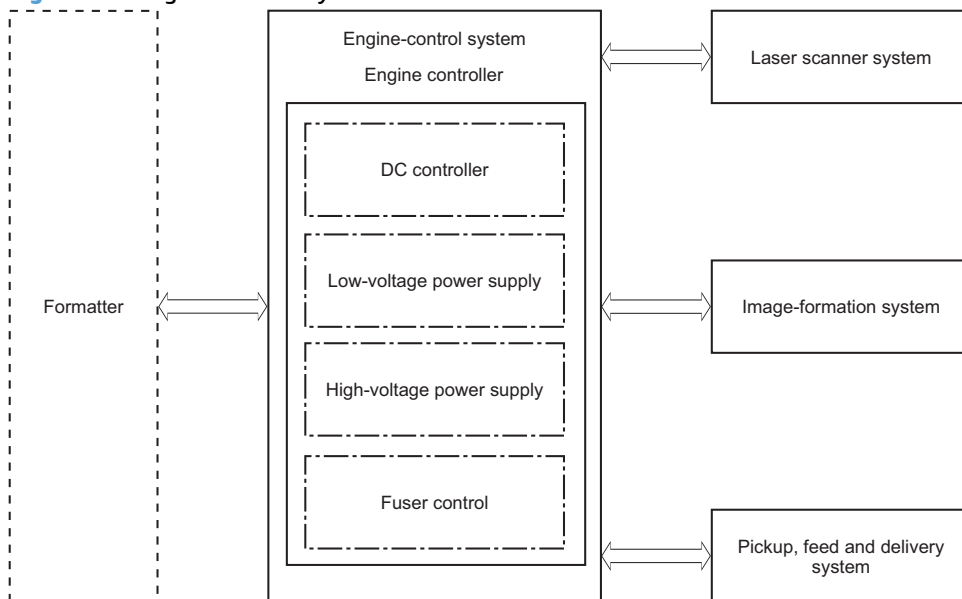 Engine-control system
Engine controller
DC controller
Low-voltage power supply
High-voltage power supply
Fuser control
Formatter
Laser scanner system
Image-formation system
Pickup, feed and delivery
system